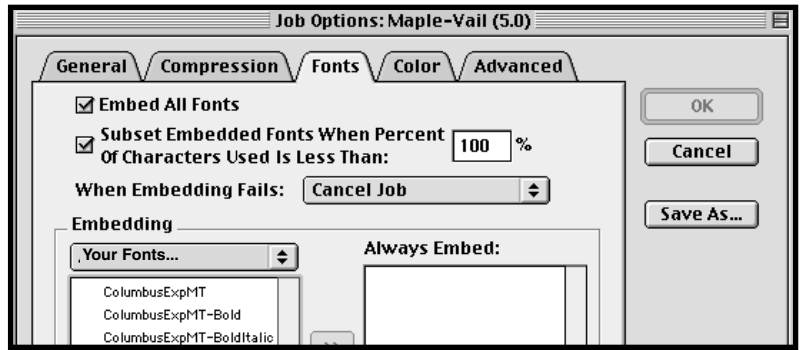 Job Options: Maple-Vail (5.0)
General Compression Fonts Color Advanced
Embed All Fonts
Subset Embedded Fonts When Percent
Of Characters Used Is Less Than: 100 %
When Embedding Fails: Cancel Job
Embedding
Your Fonts...
ColumbusExpMT
ColumbusExpMT-Bold
ColumbusExpMT-BoldItalic
Always Embed:
>>
OK
Cancel
Save As...